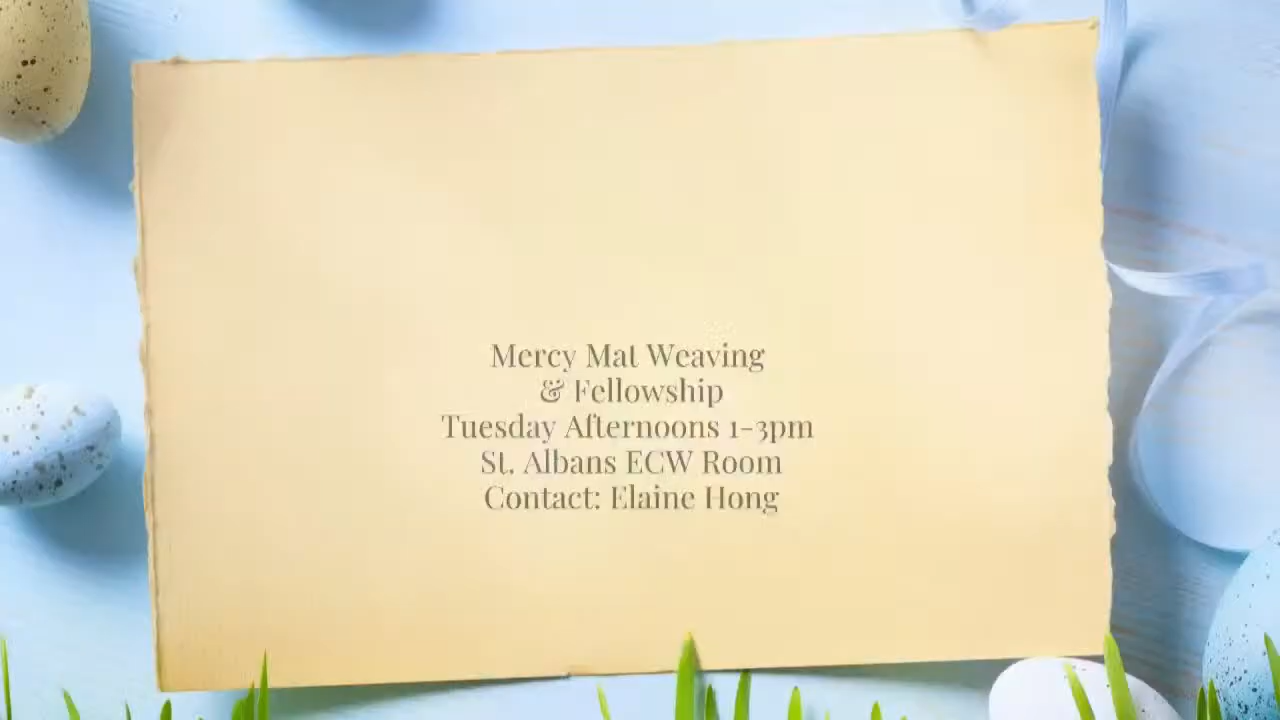 Mercy Mat Weaving
& Fellowship
Tuesday Afternoons 1-3pm
St. Albans ECW Room
Contact: Elaine Hong